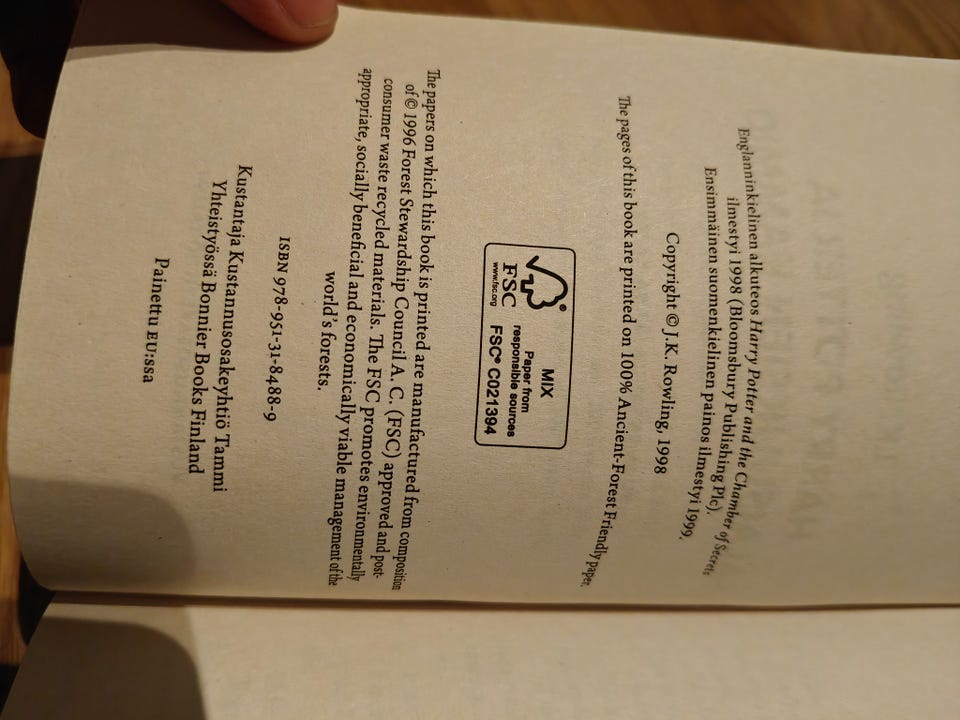 Englanninkielinen alkuteos Harry Potter and the Chamber of Secrets
ilmestyi 1998 (Bloomsbury Publishing Plc).
Ensimmäinen suomenkielinen painos ilmestyi 1999.
Copyright © J.K. Rowling, 1998
The pages of this book are printed on 100% Ancient-Forest Friendly paper.
FSC
www.fsc.org
MIX
Paper from
responsible sources
FSC® C021394
The papers on which this book is printed are manufactured from composition
of © 1996 Forest Stewardship Council A. C. (FSC) approved and post-
consumer waste recycled materials. The FSC promotes environmentally
appropriate, socially beneficial and economically viable management of the
world's forests.
ISBN 978-951-31-8488-9
Kustantaja Kustannusosakeyhtiö Tammi
Yhteistyössä Bonnier Books Finland
Painettu EU:ssa